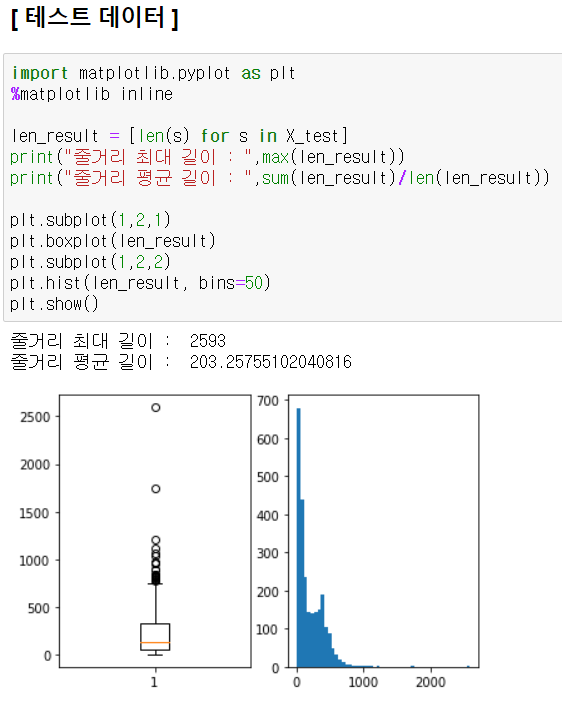 [ 테스트 데이터 ]
import matplotlib.pyplot as plt
%matplotlib inline
len_result = [len(s) for s in X_test]
print("줄거리 최대 길이 : ",max(len_result))
print("줄거리 평균 길이 : ",sum(len_result)/len(len_result))
plt.subplot(1,2,1)
plt.boxplot(len_result)
plt.subplot(1,2,2)
plt.hist(len_result, bins=50)
plt.show()
줄거리 최대 길이 :  2593
줄거리 평균 길이 :  203.25755102040816
2500
2000
1500
1000
500
0
1
700
600
500
400
300
200
100
0
0 1000 2000